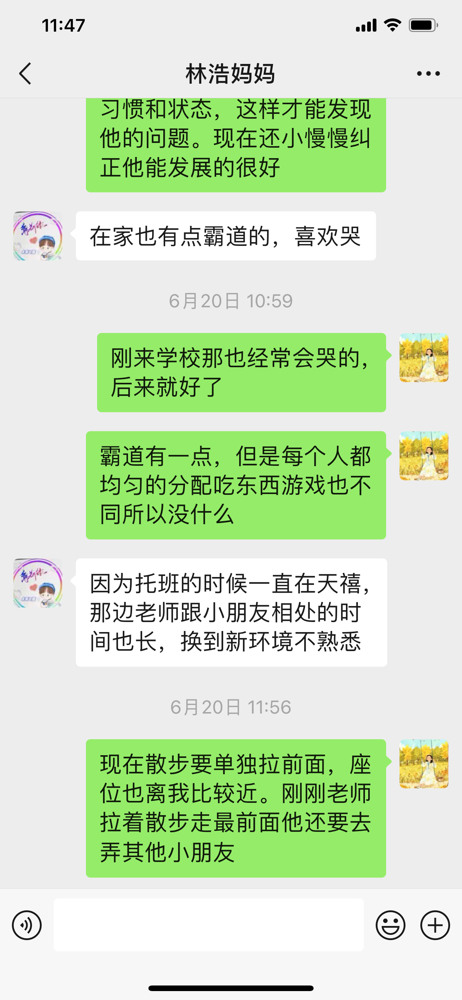 11:47
林浩妈妈
习惯和状态，这样才能发现
他的问题。现在还小慢慢纠
正他能发展的很好
在家也有点霸道的，喜欢哭
6月20日 10:59
刚来学校那也经常会哭的，
后来就好了
霸道有一点，但是每个人都
均匀的分配吃东西游戏也不
同所以没什么
因为托班的时候一直在天禧，
那边老师跟小朋友相处的时
间也长，换到新环境不熟悉
6月20日 11:56
现在散步要单独拉前面，座
位也离我比较近。刚刚老师
拉着散步走最前面他还要去
弄其他小朋友